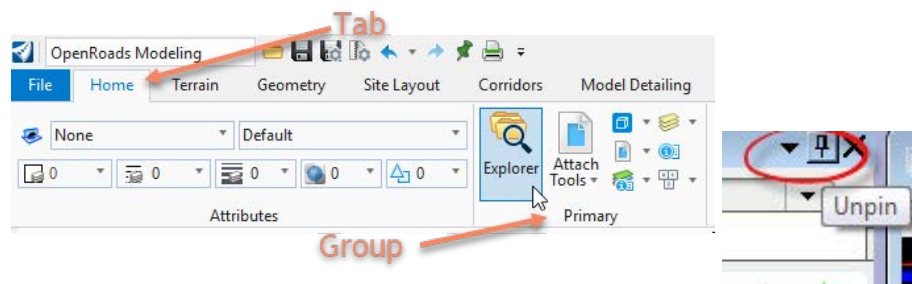 Tab
OpenRoads Modeling
File Home Terrain Geometry Site Layout Corridors Model Detailing
None Default
0 0 0 0 0
Explorer Attach Tools
Attributes Primary
Group
Unpin